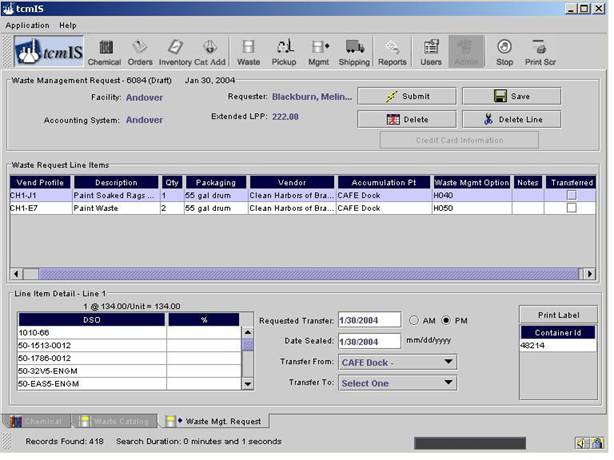 tcmIS
Application Help
tcmIS Chemical Orders Inventory Cat Add Waste Pickup Mgmt Shipping Reports Users Admin Stop Print Scr
Waste Management Request - 6084 (Draft) Jan 30, 2004
Facility: Andover Requester: Blackburn, Melin... Submit Save
Accounting System: Andover Extended LPP: 222.00 Delete Delete Line
Credit Card Information
Waste Request Line Items
Vend Profile Description Qty Packaging Vendor Accumulation Pt Waste Mgmt Option Notes Transferred
CH1-J1 Paint Soaked Rags ... 1 55 gal drum Clean Harbors of Bra... CAFE Dock H040
CH1-E7 Paint Waste 2 55 gal drum Clean Harbors of Bra... CAFE Dock H050
Line Item Detail - Line 1
1 @ 134.00/Unit = 134.00
DSO %
1010-66
50-1513-0012
50-1786-0012
50-32V5-ENGM
50-EAS5-ENGM
Requested Transfer: 1/30/2004 AM PM
Date Sealed: 1/30/2004 mm/dd/yyyy
Transfer From: CAFE Dock -
Transfer To: Select One
Print Label
Container Id
48214
Chemical Waste Catalog Waste Mgt. Request
Records Found: 418 Search Duration: 0 minutes and 1 seconds